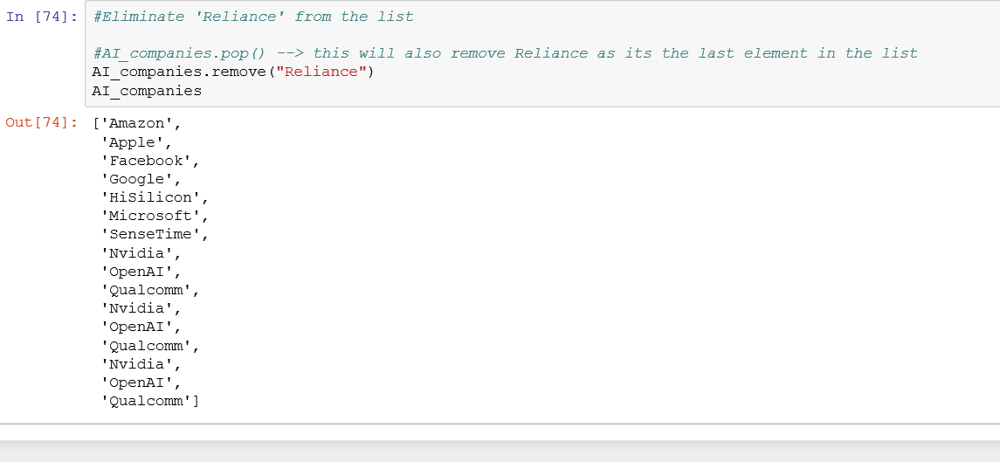 In [74]: #Eliminate 'Reliance' from the list
#AI_companies.pop() --> this will also remove Reliance as its the last element in the list
AI_companies.remove("Reliance")
AI_companies
Out[74]: ['Amazon',
'Apple',
'Facebook',
'Google',
'HiSilicon',
'Microsoft',
'SenseTime',
'Nvidia',
'OpenAI',
'Qualcomm',
'Nvidia',
'OpenAI',
'Qualcomm',
'Nvidia',
'OpenAI',
'Qualcomm']